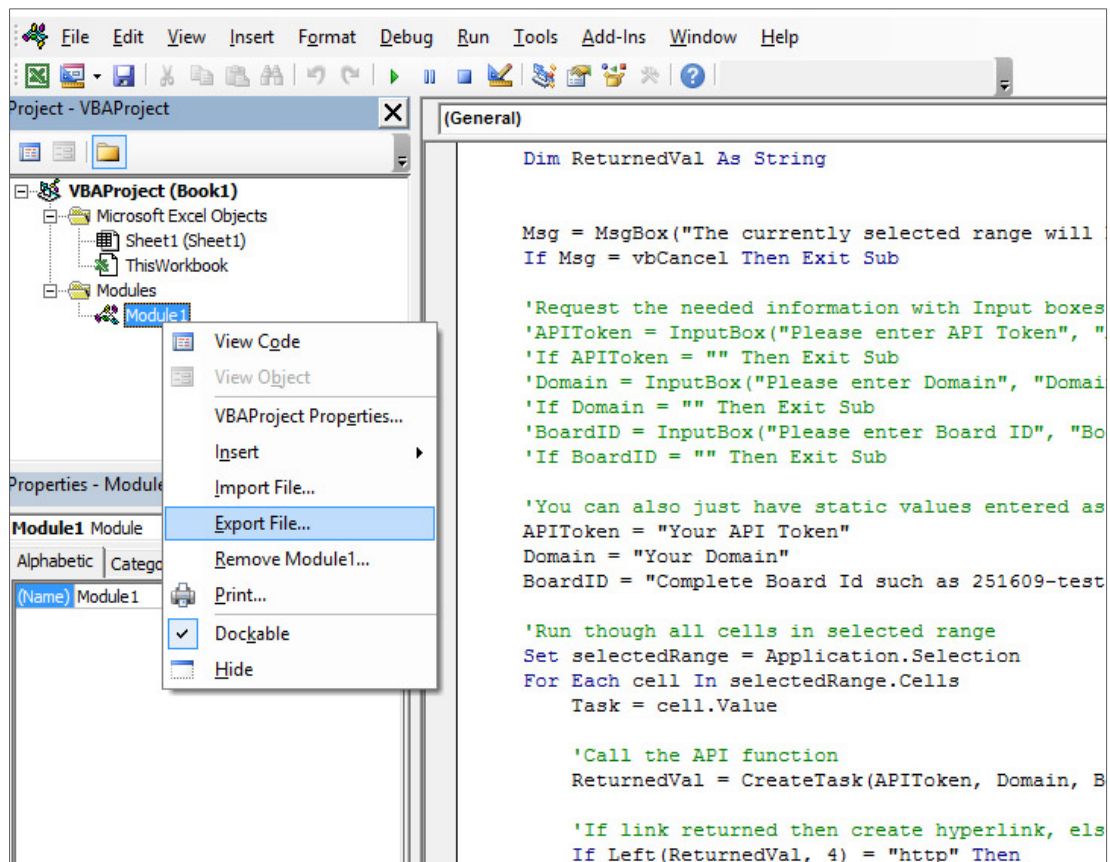 File Edit View Insert Format Debug Run Tools Add-Ins Window Help
Project - VBAProject
VBAProject (Book1)
Microsoft Excel Objects
Sheet1 (Sheet1)
ThisWorkbook
Modules
Module1
View Code
View Object
VBAProject Properties...
Insert
Import File...
Export File...
Remove Module1...
Print...
Dockable
Hide
Properties - Module
Module1 Module
Alphabetic Catego
(Name) Module1
(General)
Dim ReturnedVal As String
Msg = MsgBox("The currently selected range will
If Msg = vbCancel Then Exit Sub
'Request the needed information with Input boxes
'APIToken = InputBox("Please enter API Token", "
'If APIToken = "" Then Exit Sub
'Domain = InputBox("Please enter Domain", "Domai
'If Domain = "" Then Exit Sub
'BoardID = InputBox("Please enter Board ID", "Bo
'If BoardID = "" Then Exit Sub
'You can also just have static values entered as
APIToken = "Your API Token"
Domain = "Your Domain"
BoardID = "Complete Board Id such as 251609-test
'Run though all cells in selected range
Set selectedRange = Application.Selection
For Each cell In selectedRange.Cells
Task = cell.Value
'Call the API function
ReturnedVal = CreateTask(APIToken, Domain, B
'If link returned then create hyperlink, els
If Left(ReturnedVal, 4) = "http" Then